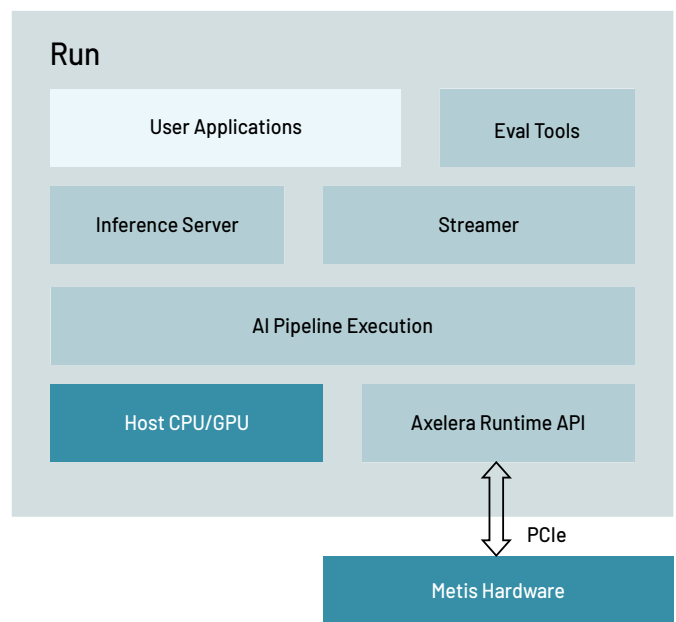 Run
User Applications
Eval Tools
Inference Server
Streamer
AI Pipeline Execution
Host CPU/GPU
Axelera Runtime API
PCIe
Metis Hardware